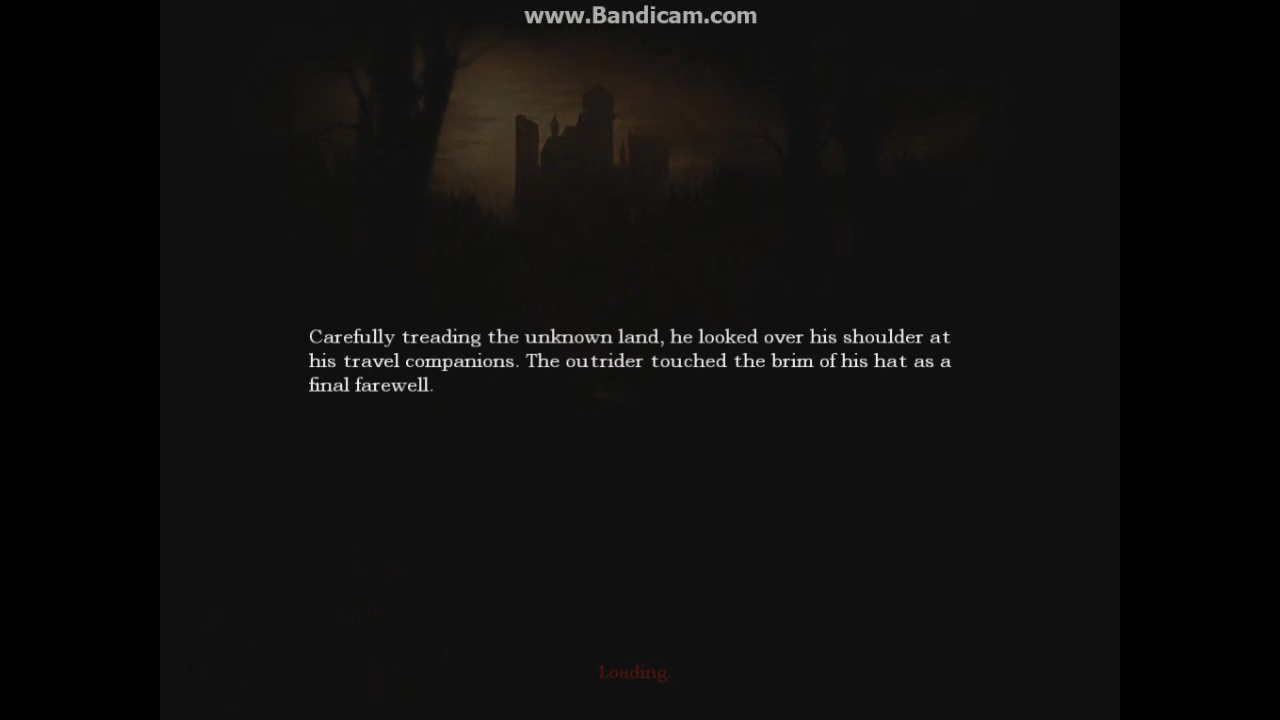 www.Bandicam.com
Carefully treading the unknown land, he looked over his shoulder at
his travel companions. The outrider touched the brim of his hat as a
final farewell.
Loading.